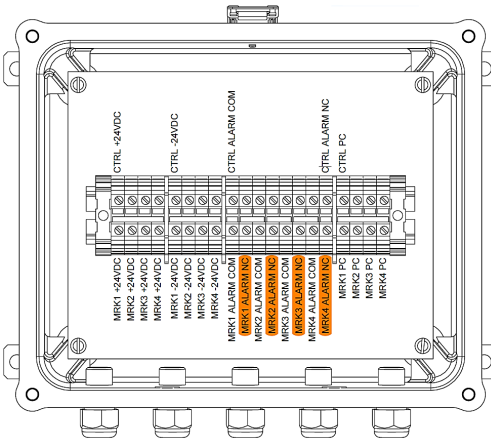 CTRL +24VDC
CTRL -24VDC
CTRL ALARM COM
CTRL ALARM NC
CTRL PC
MRK1 +24VDC
MRK2 +24VDC
MRK3 +24VDC
MRK4 +24VDC
MRK1 -24VDC
MRK2 -24VDC
MRK3 -24VDC
MRK4 -24VDC
MRK1 ALARM COM
MRK1 ALARM NC
MRK2 ALARM COM
MRK2 ALARM NC
MRK3 ALARM COM
MRK3 ALARM NC
MRK4 ALARM COM
MRK4 ALARM NC
MRK1 PC
MRK2 PC
MRK3 PC
MRK4 PC